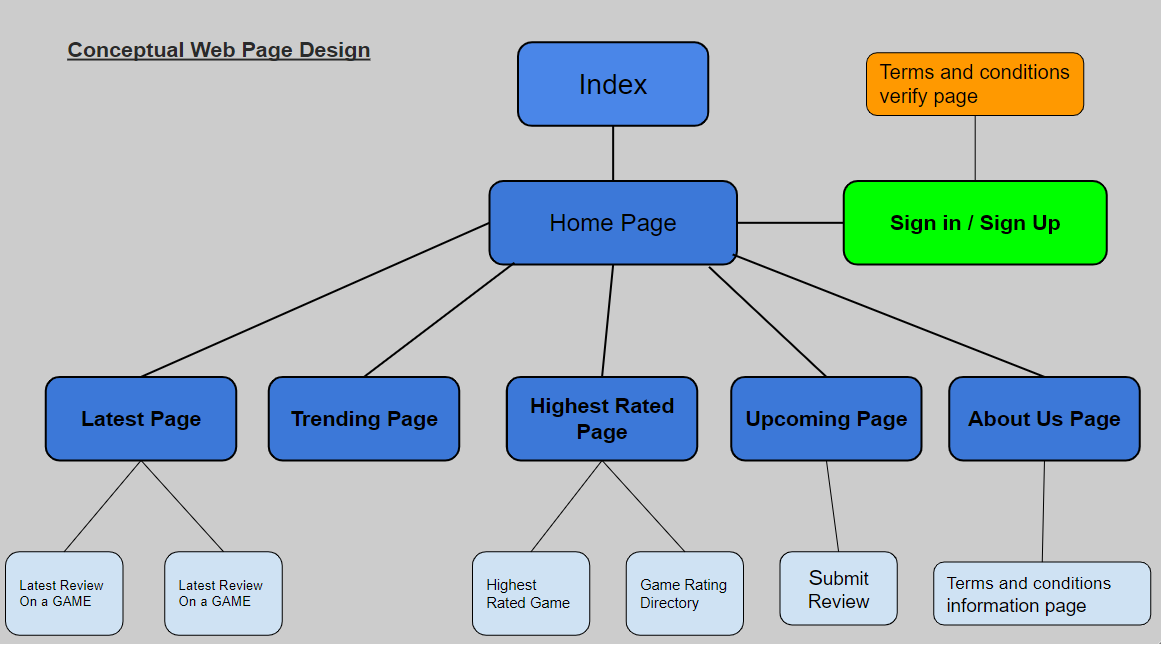 Conceptual Web Page Design
Index
Terms and conditions
verify page
Home Page
Sign in / Sign Up
Latest Page
Trending Page
Highest Rated
Page
Upcoming Page
About Us Page
Latest Review
On a GAME
Latest Review
On a GAME
Highest
Rated Game
Game Rating
Directory
Submit
Review
Terms and conditions
information page